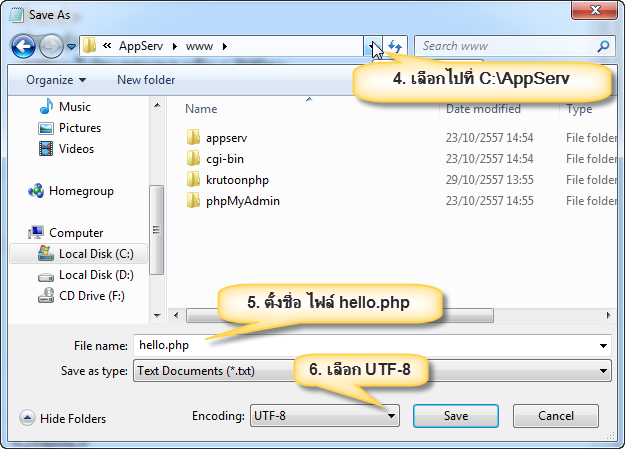 Save As
« AppServ ▸ www ▸
Search www
4. เลือกไปที่ C:\AppServ
Organize
New folder
Music
Pictures
Videos
Homegroup
Computer
Local Disk (C:)
Local Disk (D:)
CD Drive (F:)
Name Date modified Type
appserv 23/10/2557 14:54 File folder
cgi-bin 23/10/2557 14:54 File folder
krutoonphp 29/10/2557 13:55 File folder
phpMyAdmin 23/10/2557 14:55 File folder
5. ตั้งชื่อ ไฟล์ hello.php
File name: hello.php
Save as type: Text Documents (*.txt)
6. เลือก UTF-8
Hide Folders
Encoding: UTF-8
Save
Cancel